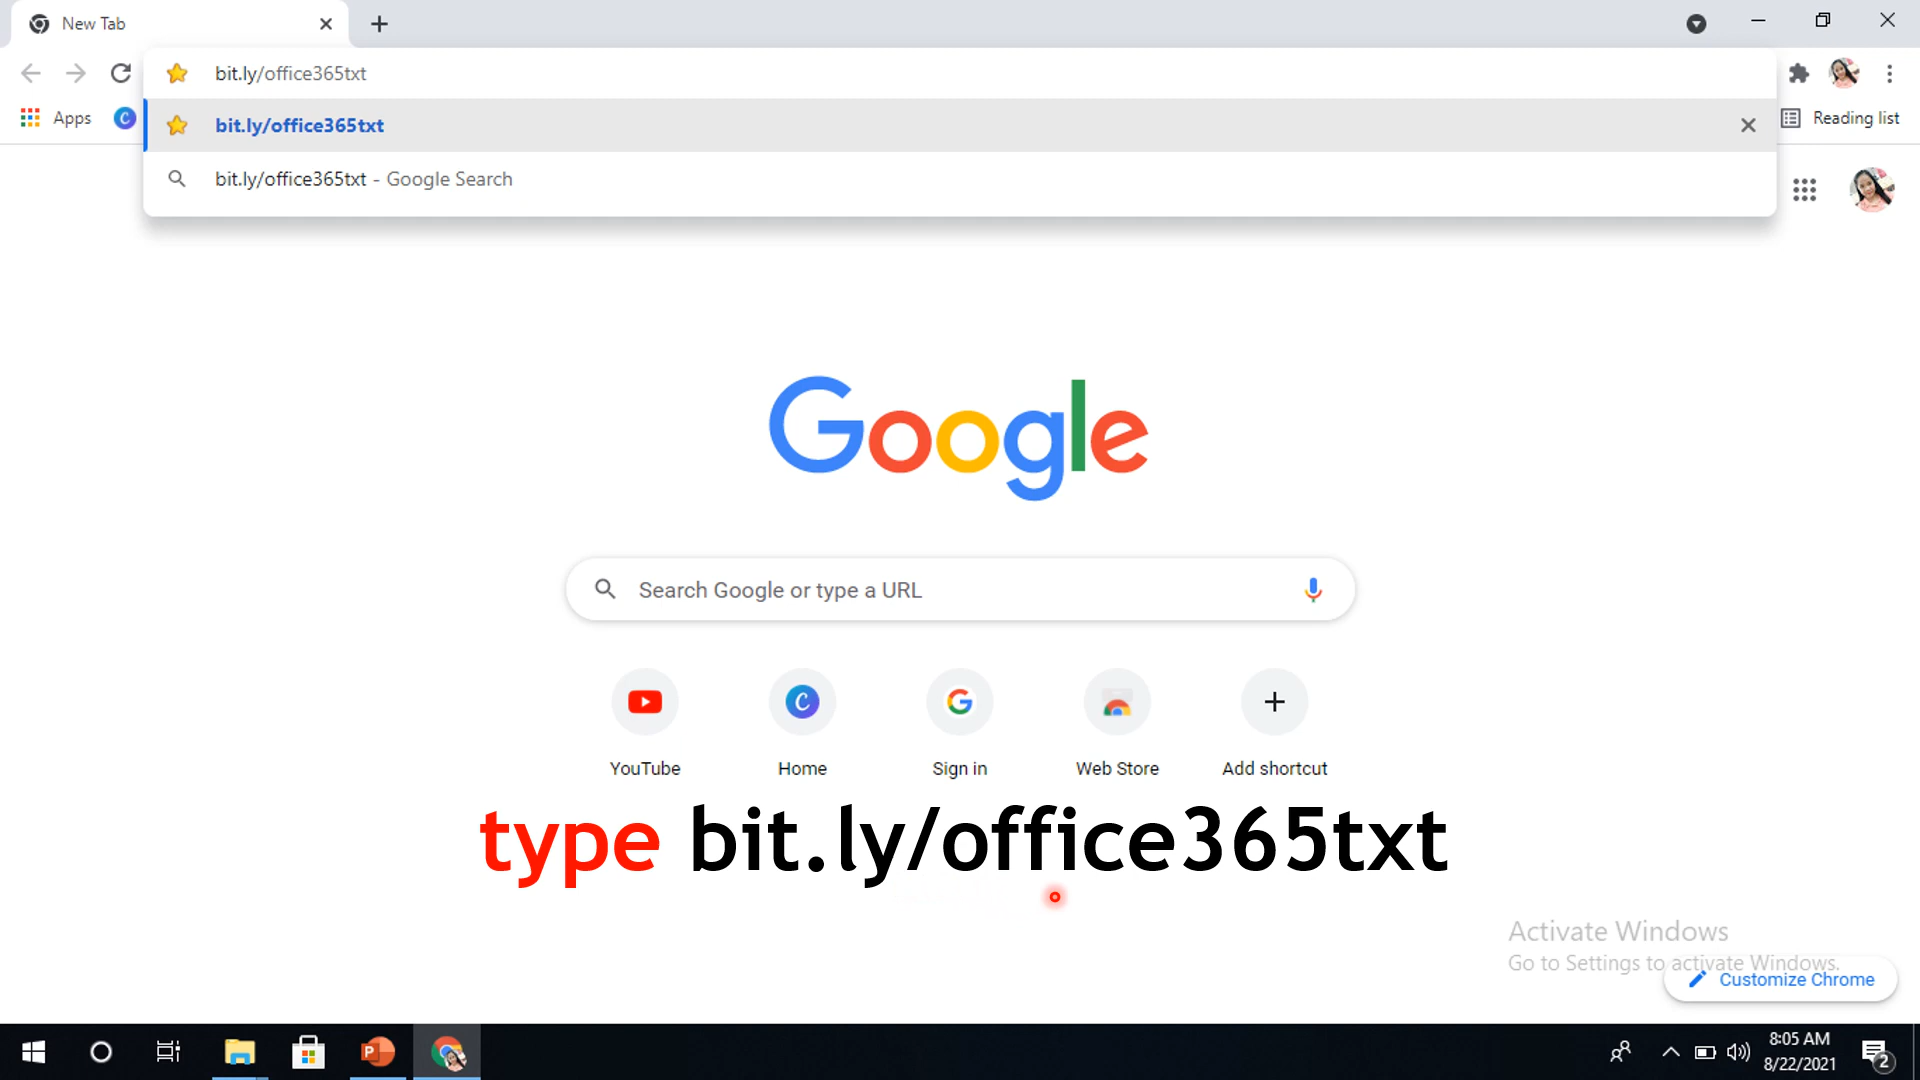 New Tab
bit.ly/office365txt
Apps
bit.ly/office365txt
Reading list
bit.ly/office365txt - Google Search
Google
Search Google or type a URL
YouTube
Home
Sign in
Web Store
Add shortcut
type bit.ly/office365txt
Activate Windows
Go to Settings to activate Windows.
Customize Chrome
8:05 AM
8/22/2021
2